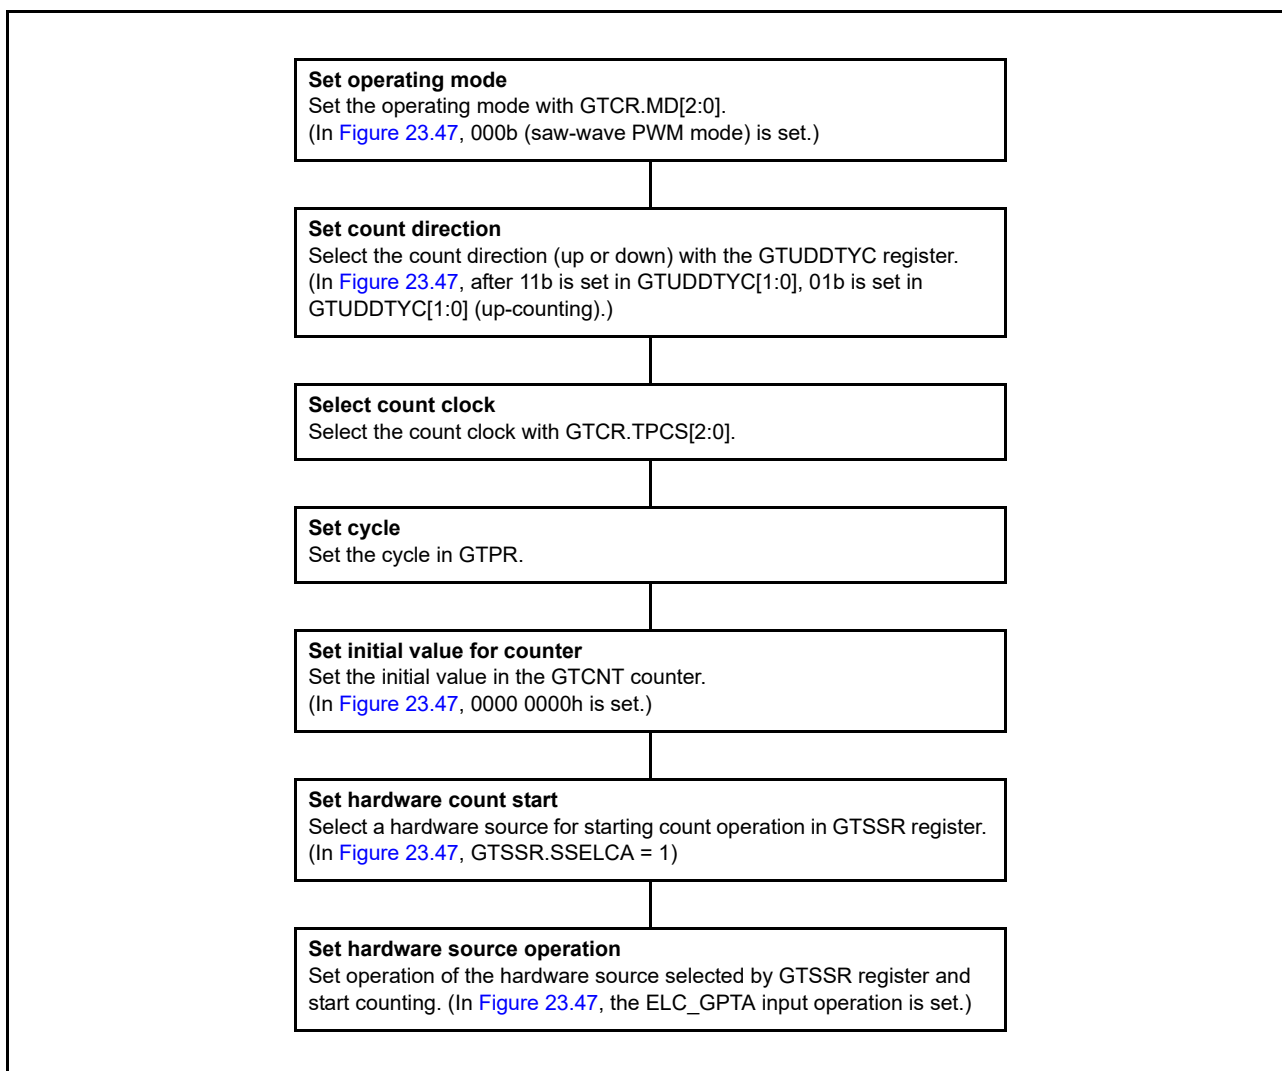 Set operating mode
Set the operating mode with GTCR.MD[2:0].
(In Figure 23.47, 000b (saw-wave PWM mode) is set.)
Set count direction
Select the count direction (up or down) with the GTUDDTYC register.
(In Figure 23.47, after 11b is set in GTUDDTYC[1:0], 01b is set in
GTUDDTYC[1:0] (up-counting).)
Select count clock
Select the count clock with GTCR.TPCS[2:0].
Set cycle
Set the cycle in GTPR.
Set initial value for counter
Set the initial value in the GTCNT counter.
(In Figure 23.47, 0000 0000h is set.)
Set hardware count start
Select a hardware source for starting count operation in GTSSR register.
(In Figure 23.47, GTSSR.SSELCA = 1)
Set hardware source operation
Set operation of the hardware source selected by GTSSR register and
start counting. (In Figure 23.47, the ELC_GPTA input operation is set.)